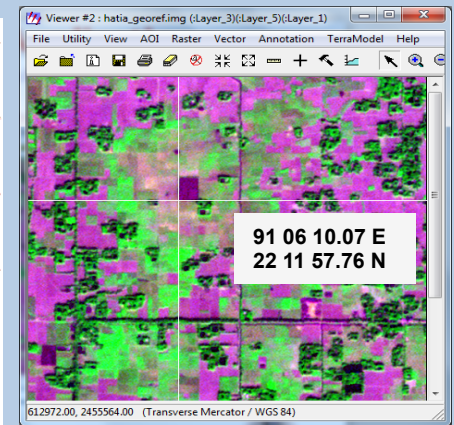 Viewer #2 : hatia_georef.img (:Layer_3)(:Layer_5)(:Layer_1)
File Utility View AOI Raster Vector Annotation TerraModel Help
91 06 10.07 E
22 11 57.76 N
612972.00, 2455564.00 (Transverse Mercator / WGS 84)